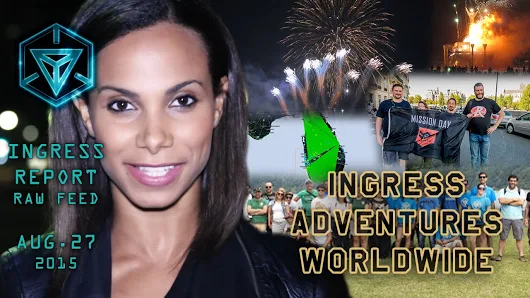 INGRESS
REPORT
RAW FEED
AUG.27
2015
MISSION DAY
INGRESS
ADVENTURES
WORLDWIDE